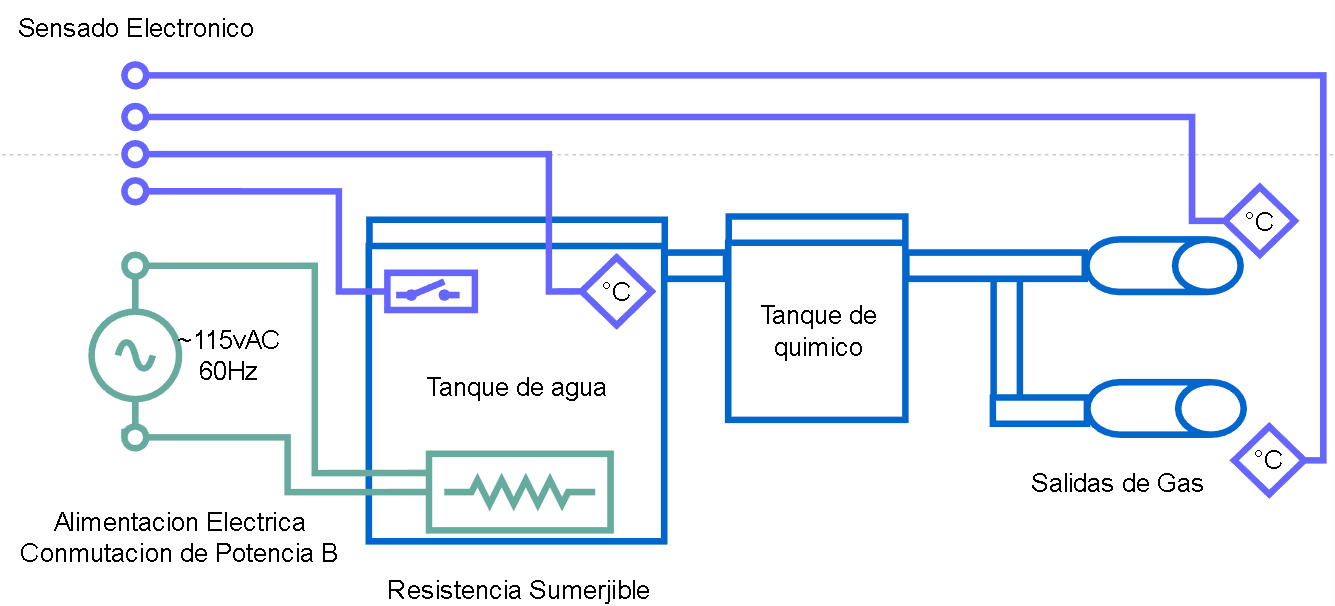 Sensado Electronico
°C
°C
Tanque de
quimico
~115vAC
60Hz
Tanque de agua
°C
Salidas de Gas
Alimentacion Electrica
Conmutacion de Potencia B
Resistencia Sumerjible